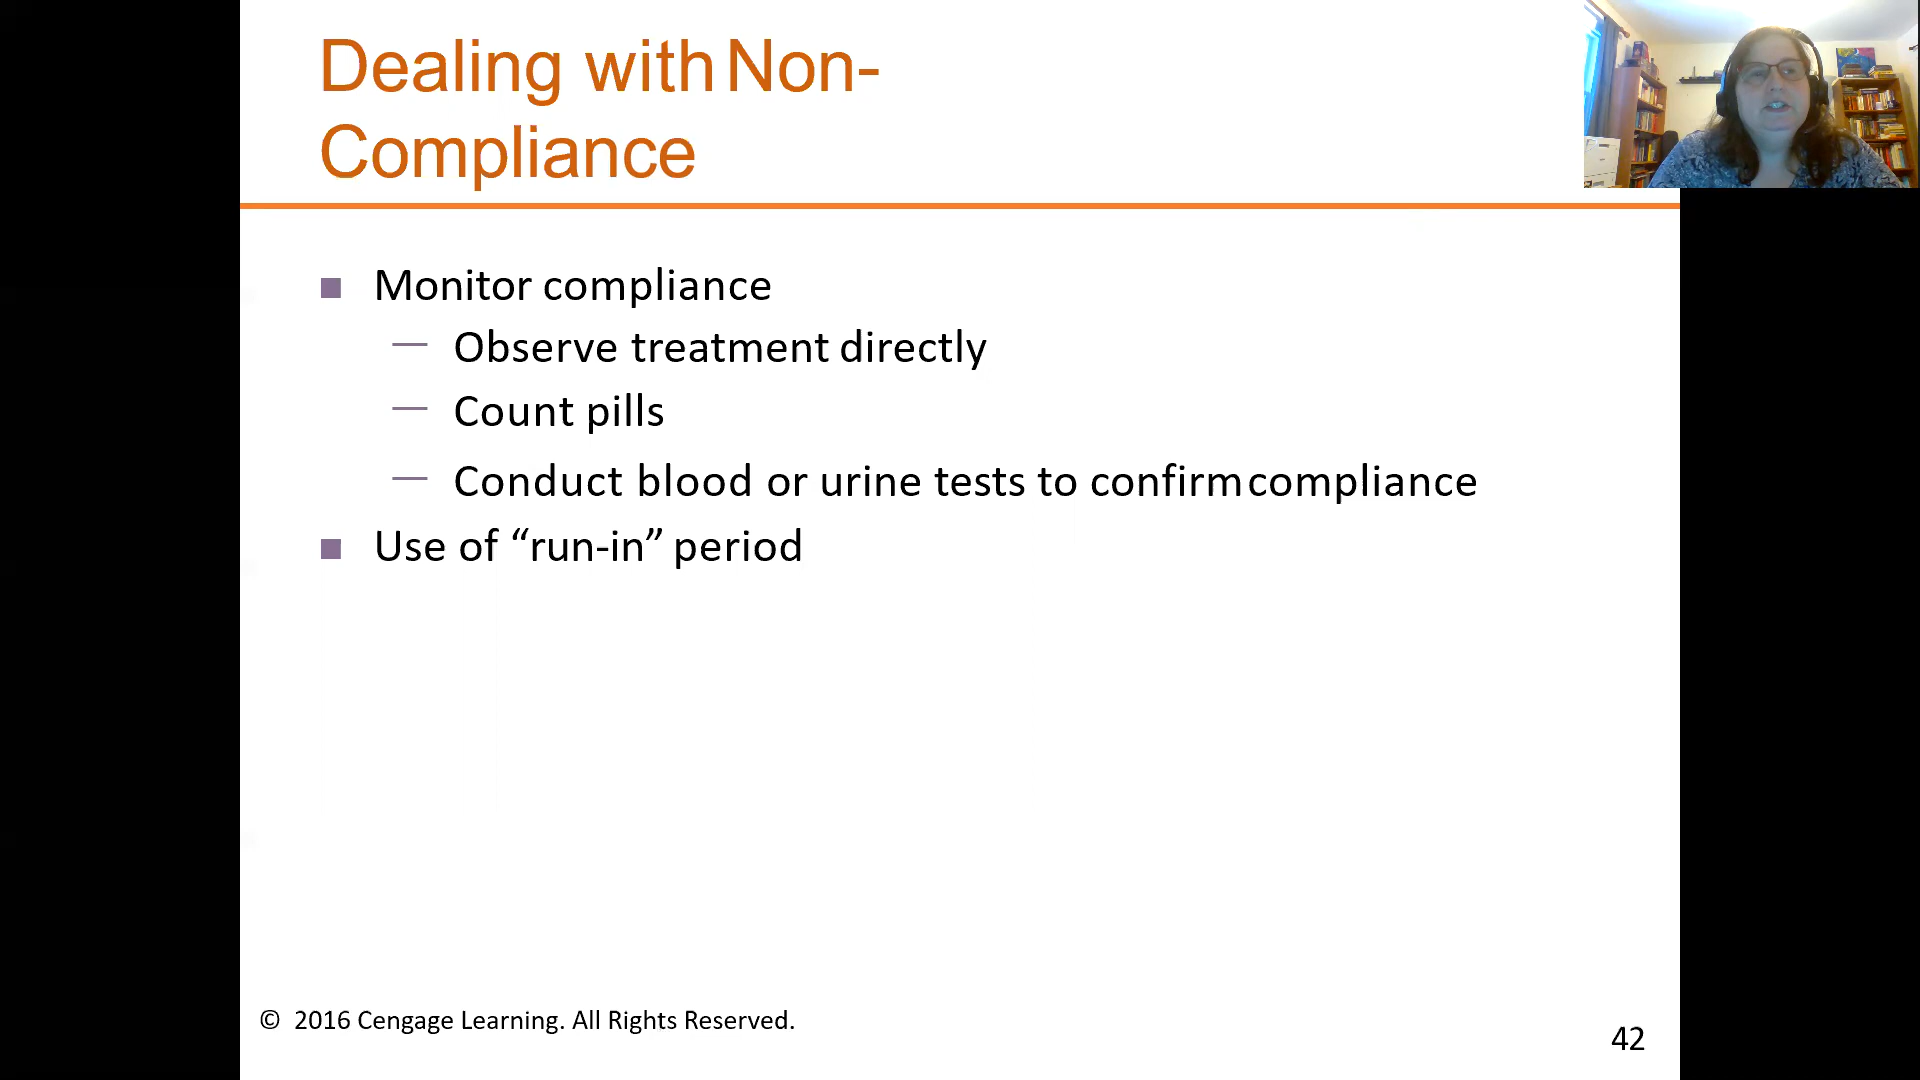 Dealing with Non-
Compliance
Monitor compliance
— Observe treatment directly
— Count pills
— Conduct blood or urine tests to confirm compliance
Use of “run-in” period
© 2016 Cengage Learning. All Rights Reserved.
42